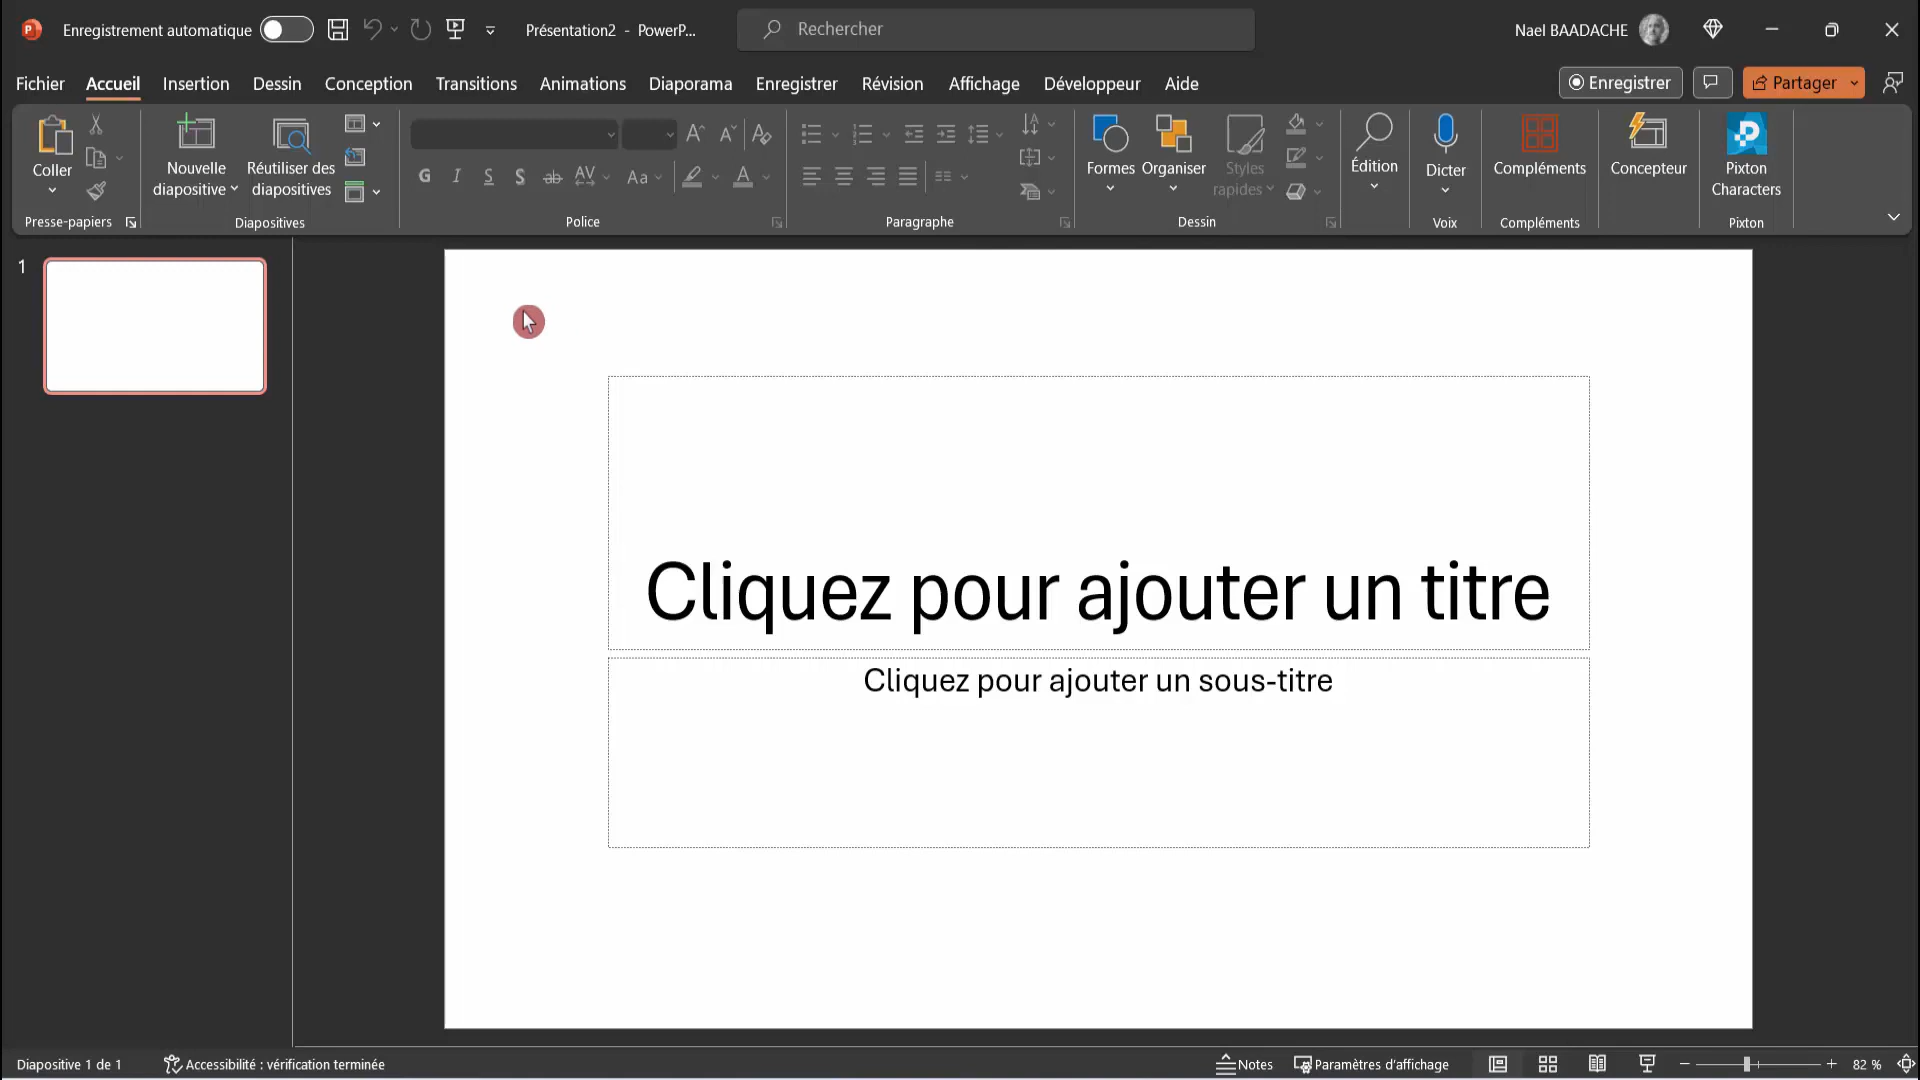 Enregistrement automatique
Présentation2 - PowerP...
Rechercher
Nael BAADACHE
Fichier Accueil Insertion Dessin Conception Transitions Animations Diaporama Enregistrer Révision Affichage Développeur Aide
Enregistrer
Partager
Coller
Nouvelle
diapositive
Réutiliser des
diapositives
G I S S ab AV Aa A
Formes
Organiser
Styles
rapides
Édition
Dicter
Compléments
Concepteur
Pixton
Characters
Presse-papiers
Diapositives
Police
Paragraphe
Dessin
Voix
Compléments
Pixton
1
Cliquez pour ajouter un titre
Cliquez pour ajouter un sous-titre
Diapositive 1 de 1
Accessibilité : vérification terminée
Notes
Paramètres d'affichage
82 %